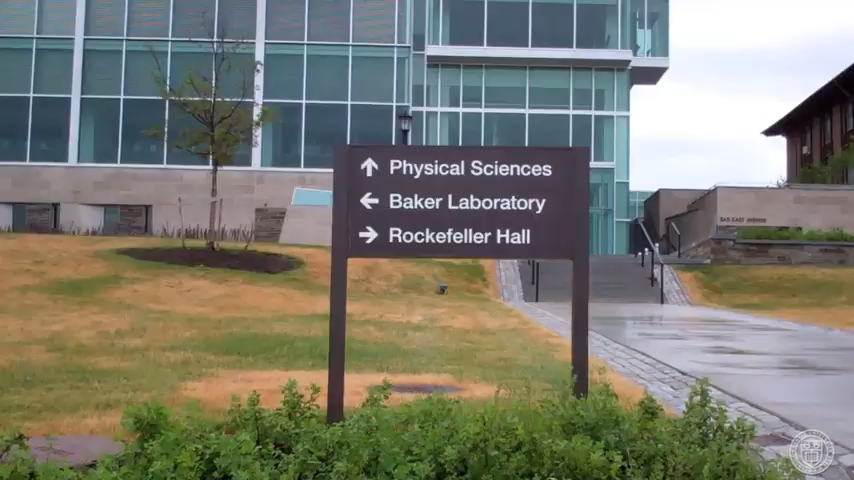 ↑ Physical Sciences
← Baker Laboratory
→ Rockefeller Hall